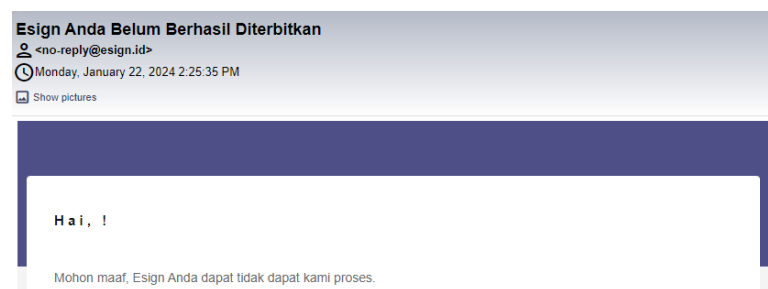 Esign Anda Belum Berhasil Diterbitkan
<no-reply@esign.id>
Monday, January 22, 2024 2:25:35 PM
Show pictures
Hai, !
Mohon maaf, Esign Anda dapat tidak dapat kami proses.